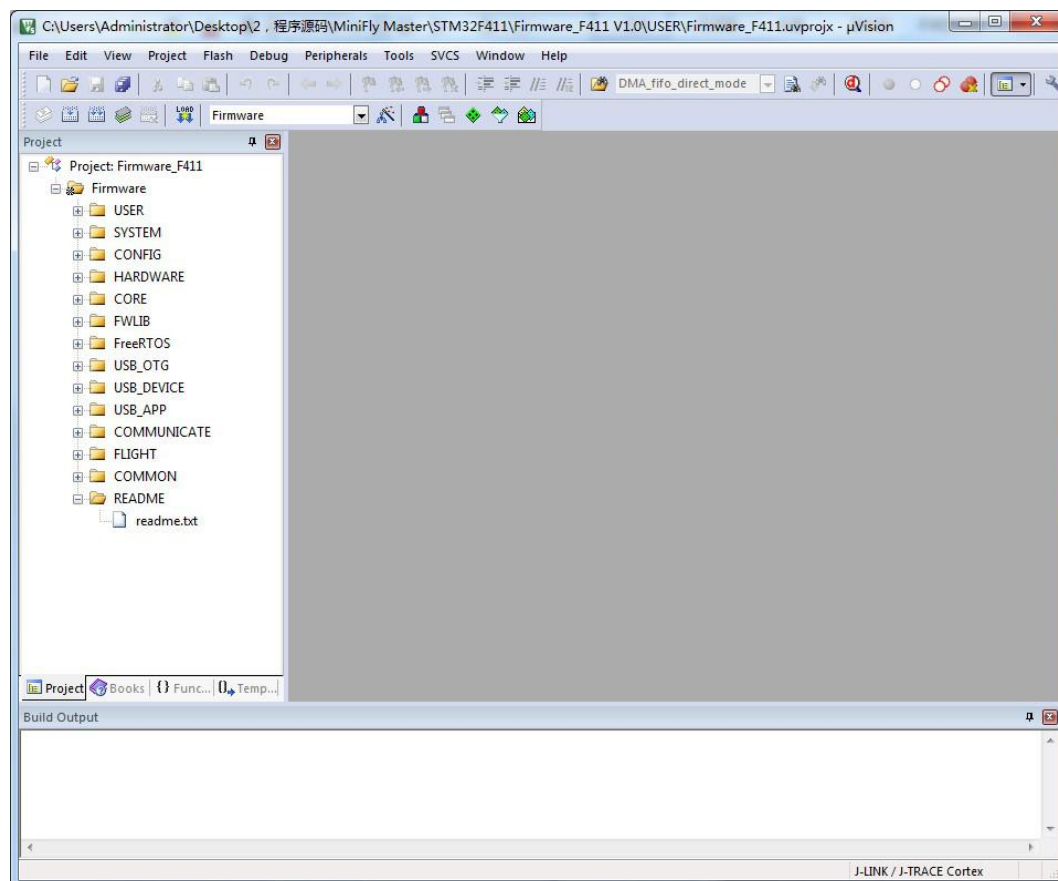 C:\Users\Administrator\Desktop\2，程序源码\MiniFly Master\STM32F411\Firmware_F411 V1.0\USER\Firmware_F411.uvprojx - µVision
File Edit View Project Flash Debug Peripherals Tools SVCS Window Help
DMA_fifo_direct_mode
LOAD Firmware
Project
Project: Firmware_F411
Firmware
USER
SYSTEM
CONFIG
HARDWARE
CORE
FWLIB
FreeRTOS
USB_OTG
USB_DEVICE
USB_APP
COMMUNICATE
FLIGHT
COMMON
README
readme.txt
Project Books {} Func... 0 Temp...
Build Output
J-LINK / J-TRACE Cortex